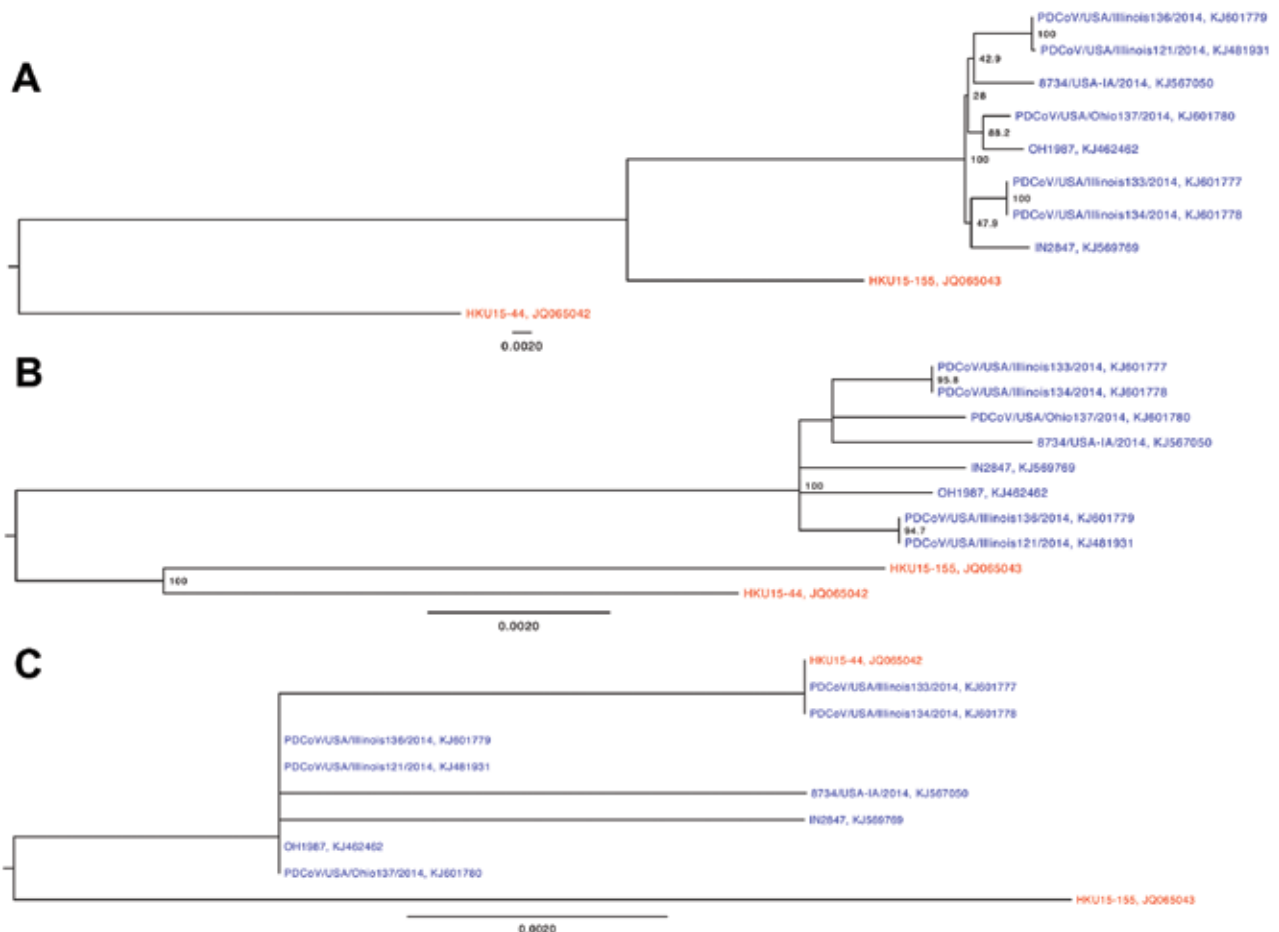 A
PDCoV/USA/Illinois136/2014, KJ601779
100
PDCoV/USA/Illinois121/2014, KJ481931
42.9
8734/USA-IA/2014, KJ567050
28
PDCoV/USA/Ohio137/2014, KJ601780
88.2
OH1987, KJ462462
100
PDCoV/USA/Illinois133/2014, KJ601777
100
PDCoV/USA/Illinois134/2014, KJ601778
47.9
IN2847, KJ569769
HKU15-155, JQ065043
HKU15-44, JQ065042
0.0020
B
PDCoV/USA/Illinois133/2014, KJ601777
95.8
PDCoV/USA/Illinois134/2014, KJ601778
PDCoV/USA/Ohio137/2014, KJ601780
8734/USA-IA/2014, KJ567050
IN2847, KJ569769
100
OH1987, KJ462462
PDCoV/USA/Illinois136/2014, KJ601779
94.7
PDCoV/USA/Illinois121/2014, KJ481931
HKU15-155, JQ065043
100
HKU15-44, JQ065042
0.0020
C
HKU15-44, JQ065042
PDCoV/USA/Illinois133/2014, KJ601777
PDCoV/USA/Illinois134/2014, KJ601778
PDCoV/USA/Illinois136/2014, KJ601779
PDCoV/USA/Illinois121/2014, KJ481931
8734/USA-IA/2014, KJ567050
IN2847, KJ569769
OH1987, KJ462462
PDCoV/USA/Ohio137/2014, KJ601780
HKU15-155, JQ065043
0.0020